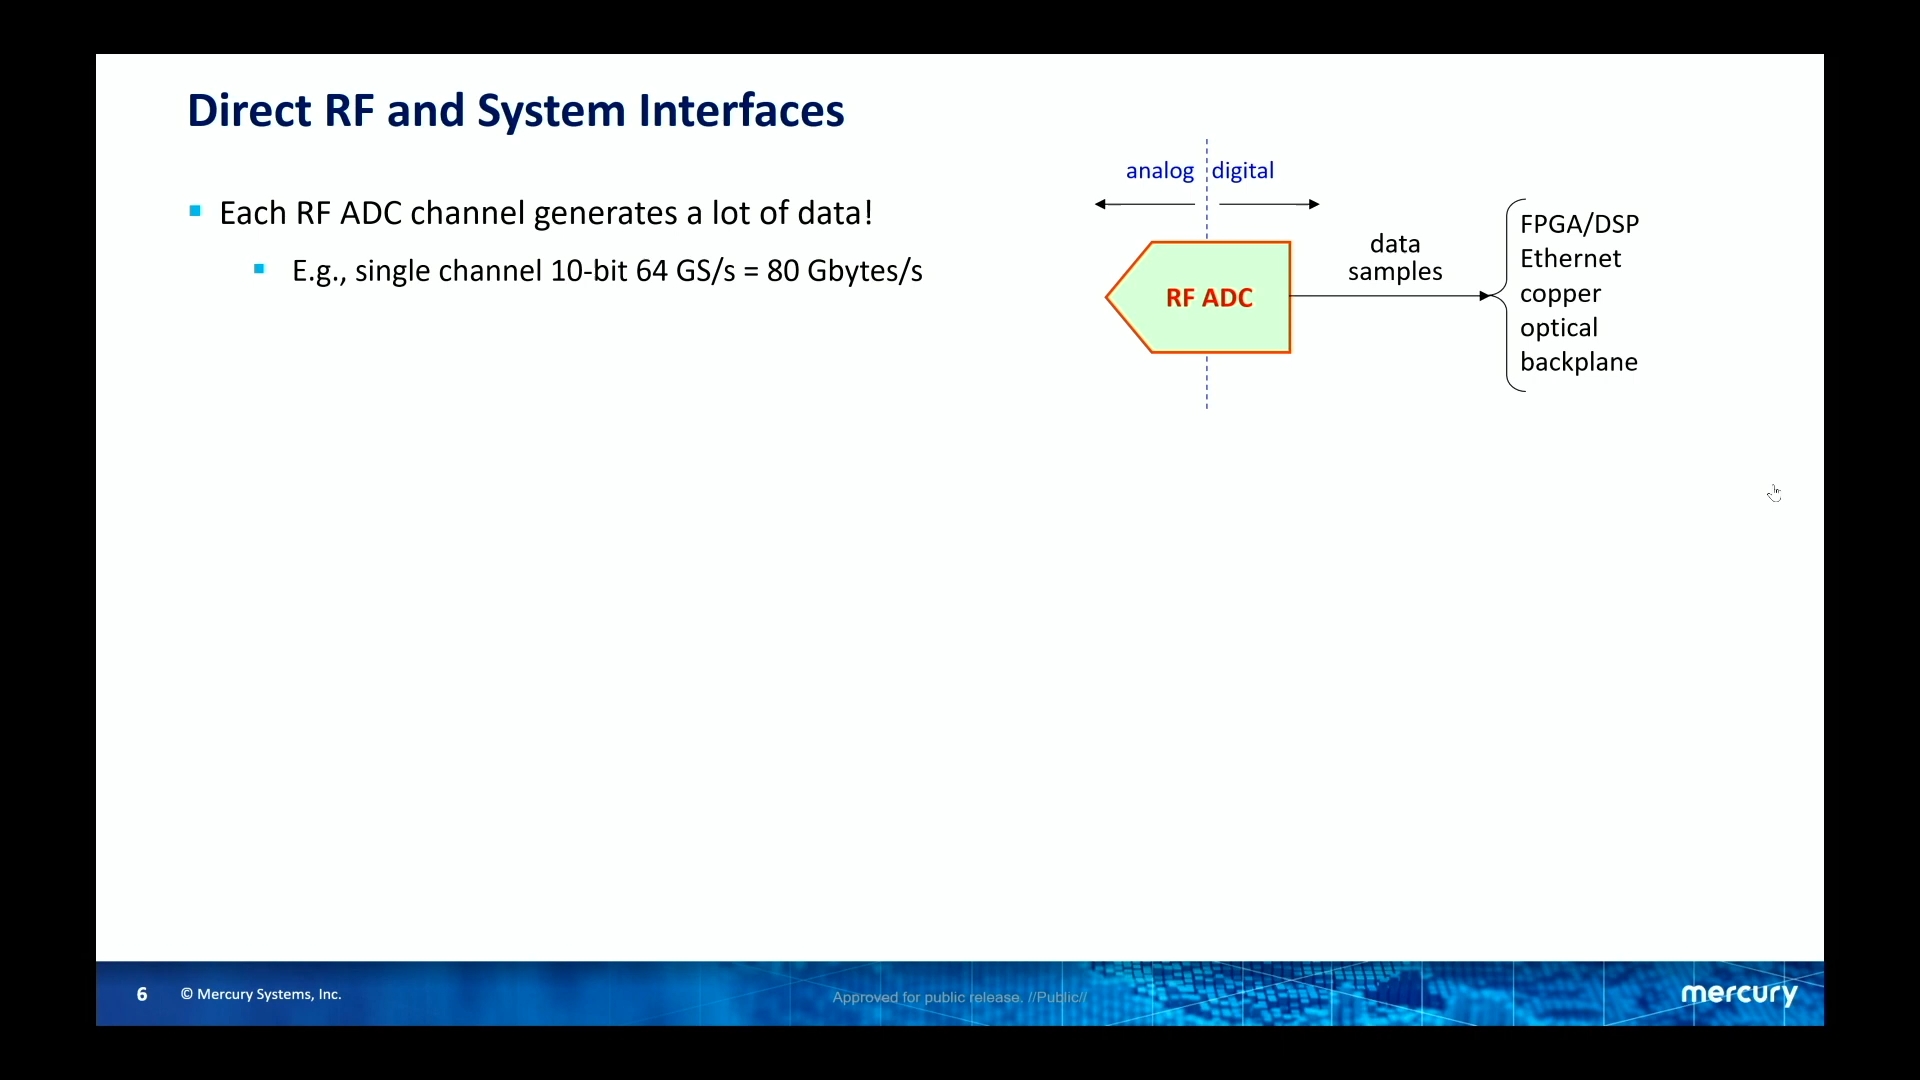 Direct RF and System Interfaces
Each RF ADC channel generates a lot of data!
E.g., single channel 10-bit 64 GS/s = 80 Gbytes/s
analog digital
RF ADC
data
samples
FPGA/DSP
Ethernet
copper
optical
backplane
6 © Mercury Systems, Inc.
Approved for public release. //Public//
mercury